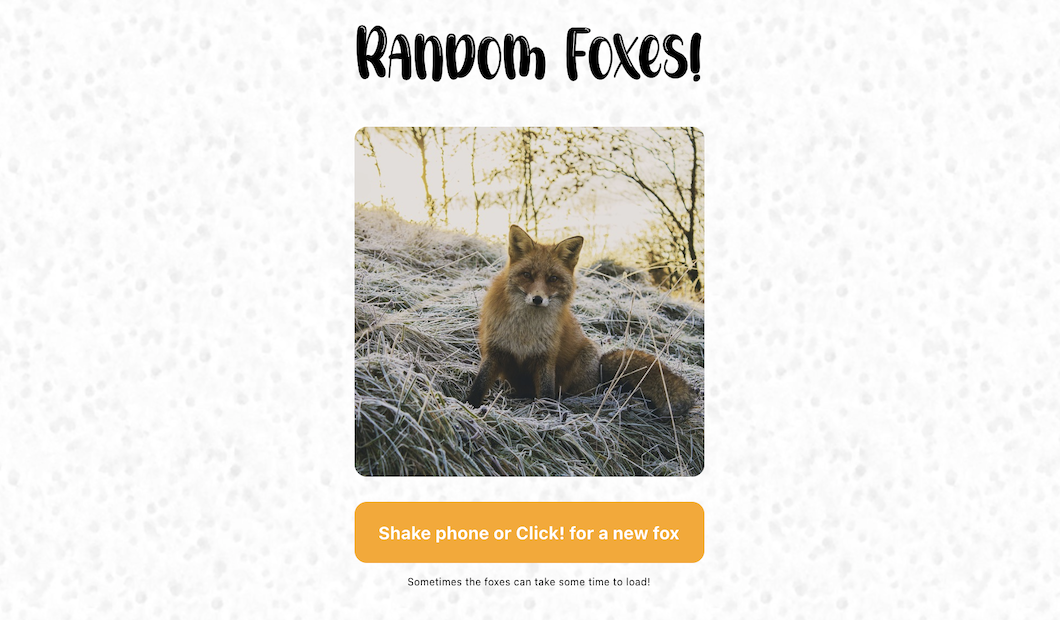 Random Foxes!
Shake phone or Click! for a new fox
Sometimes the foxes can take some time to load!